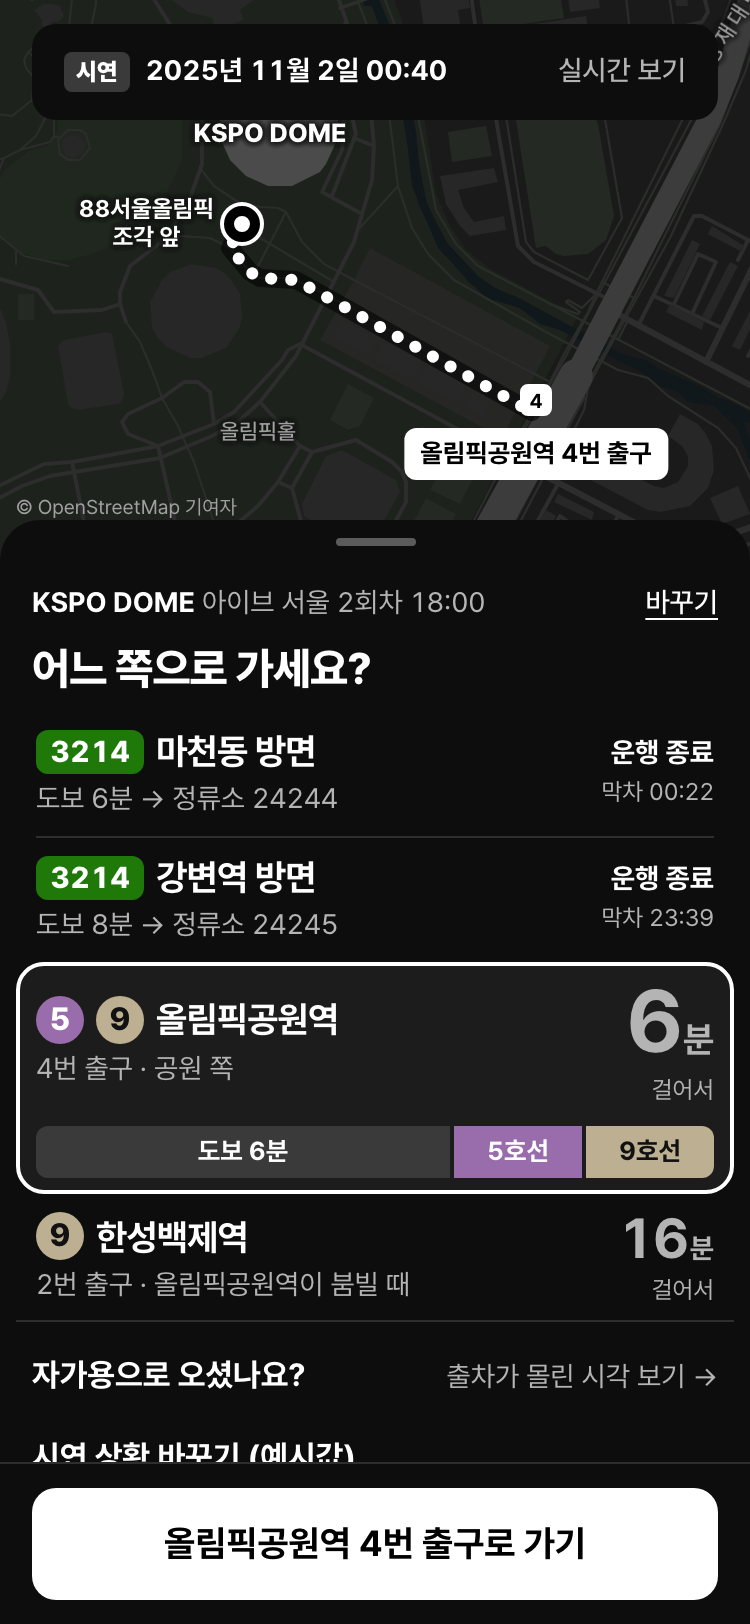 시연 2025년 11월 2일 00:40 실시간 보기
KSPO DOME
88서울올림픽
조각 앞
4
올림픽홀
올림픽공원역 4번 출구
© OpenStreetMap 기여자
KSPO DOME 아이브 서울 2회차 18:00 바꾸기
어느 쪽으로 가세요?
3214 마천동 방면 운행 종료
도보 6분 → 정류소 24244 막차 00:22
3214 강변역 방면 운행 종료
도보 8분 → 정류소 24245 막차 23:39
5 9 올림픽공원역 6분
4번 출구 · 공원 쪽 걸어서
도보 6분 5호선 9호선
9 한성백제역 16분
2번 출구 · 올림픽공원역이 붐빌 때 걸어서
자가용으로 오셨나요? 출차가 몰린 시각 보기 →
시연 상황 바꾸기 (예시값)
올림픽공원역 4번 출구로 가기